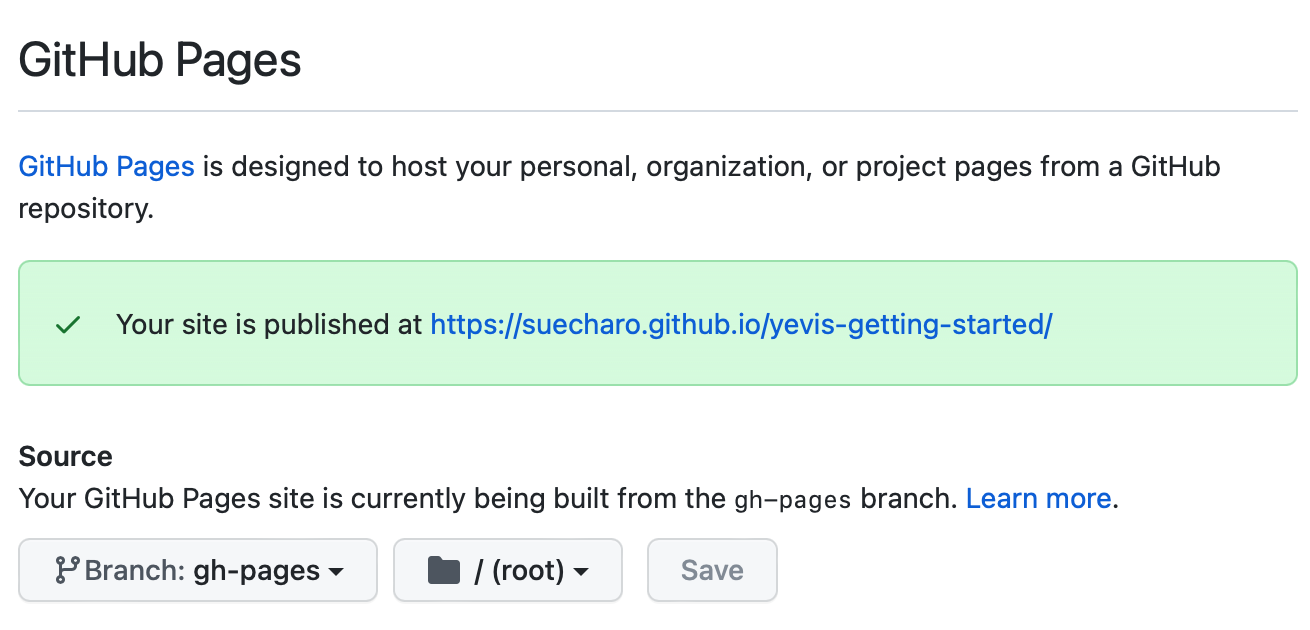 GitHub Pages
GitHub Pages is designed to host your personal, organization, or project pages from a GitHub
repository.
Your site is published at https://suecharo.github.io/yevis-getting-started/
Source
Your GitHub Pages site is currently being built from the gh-pages branch. Learn more.
Branch: gh-pages
/ (root)
Save